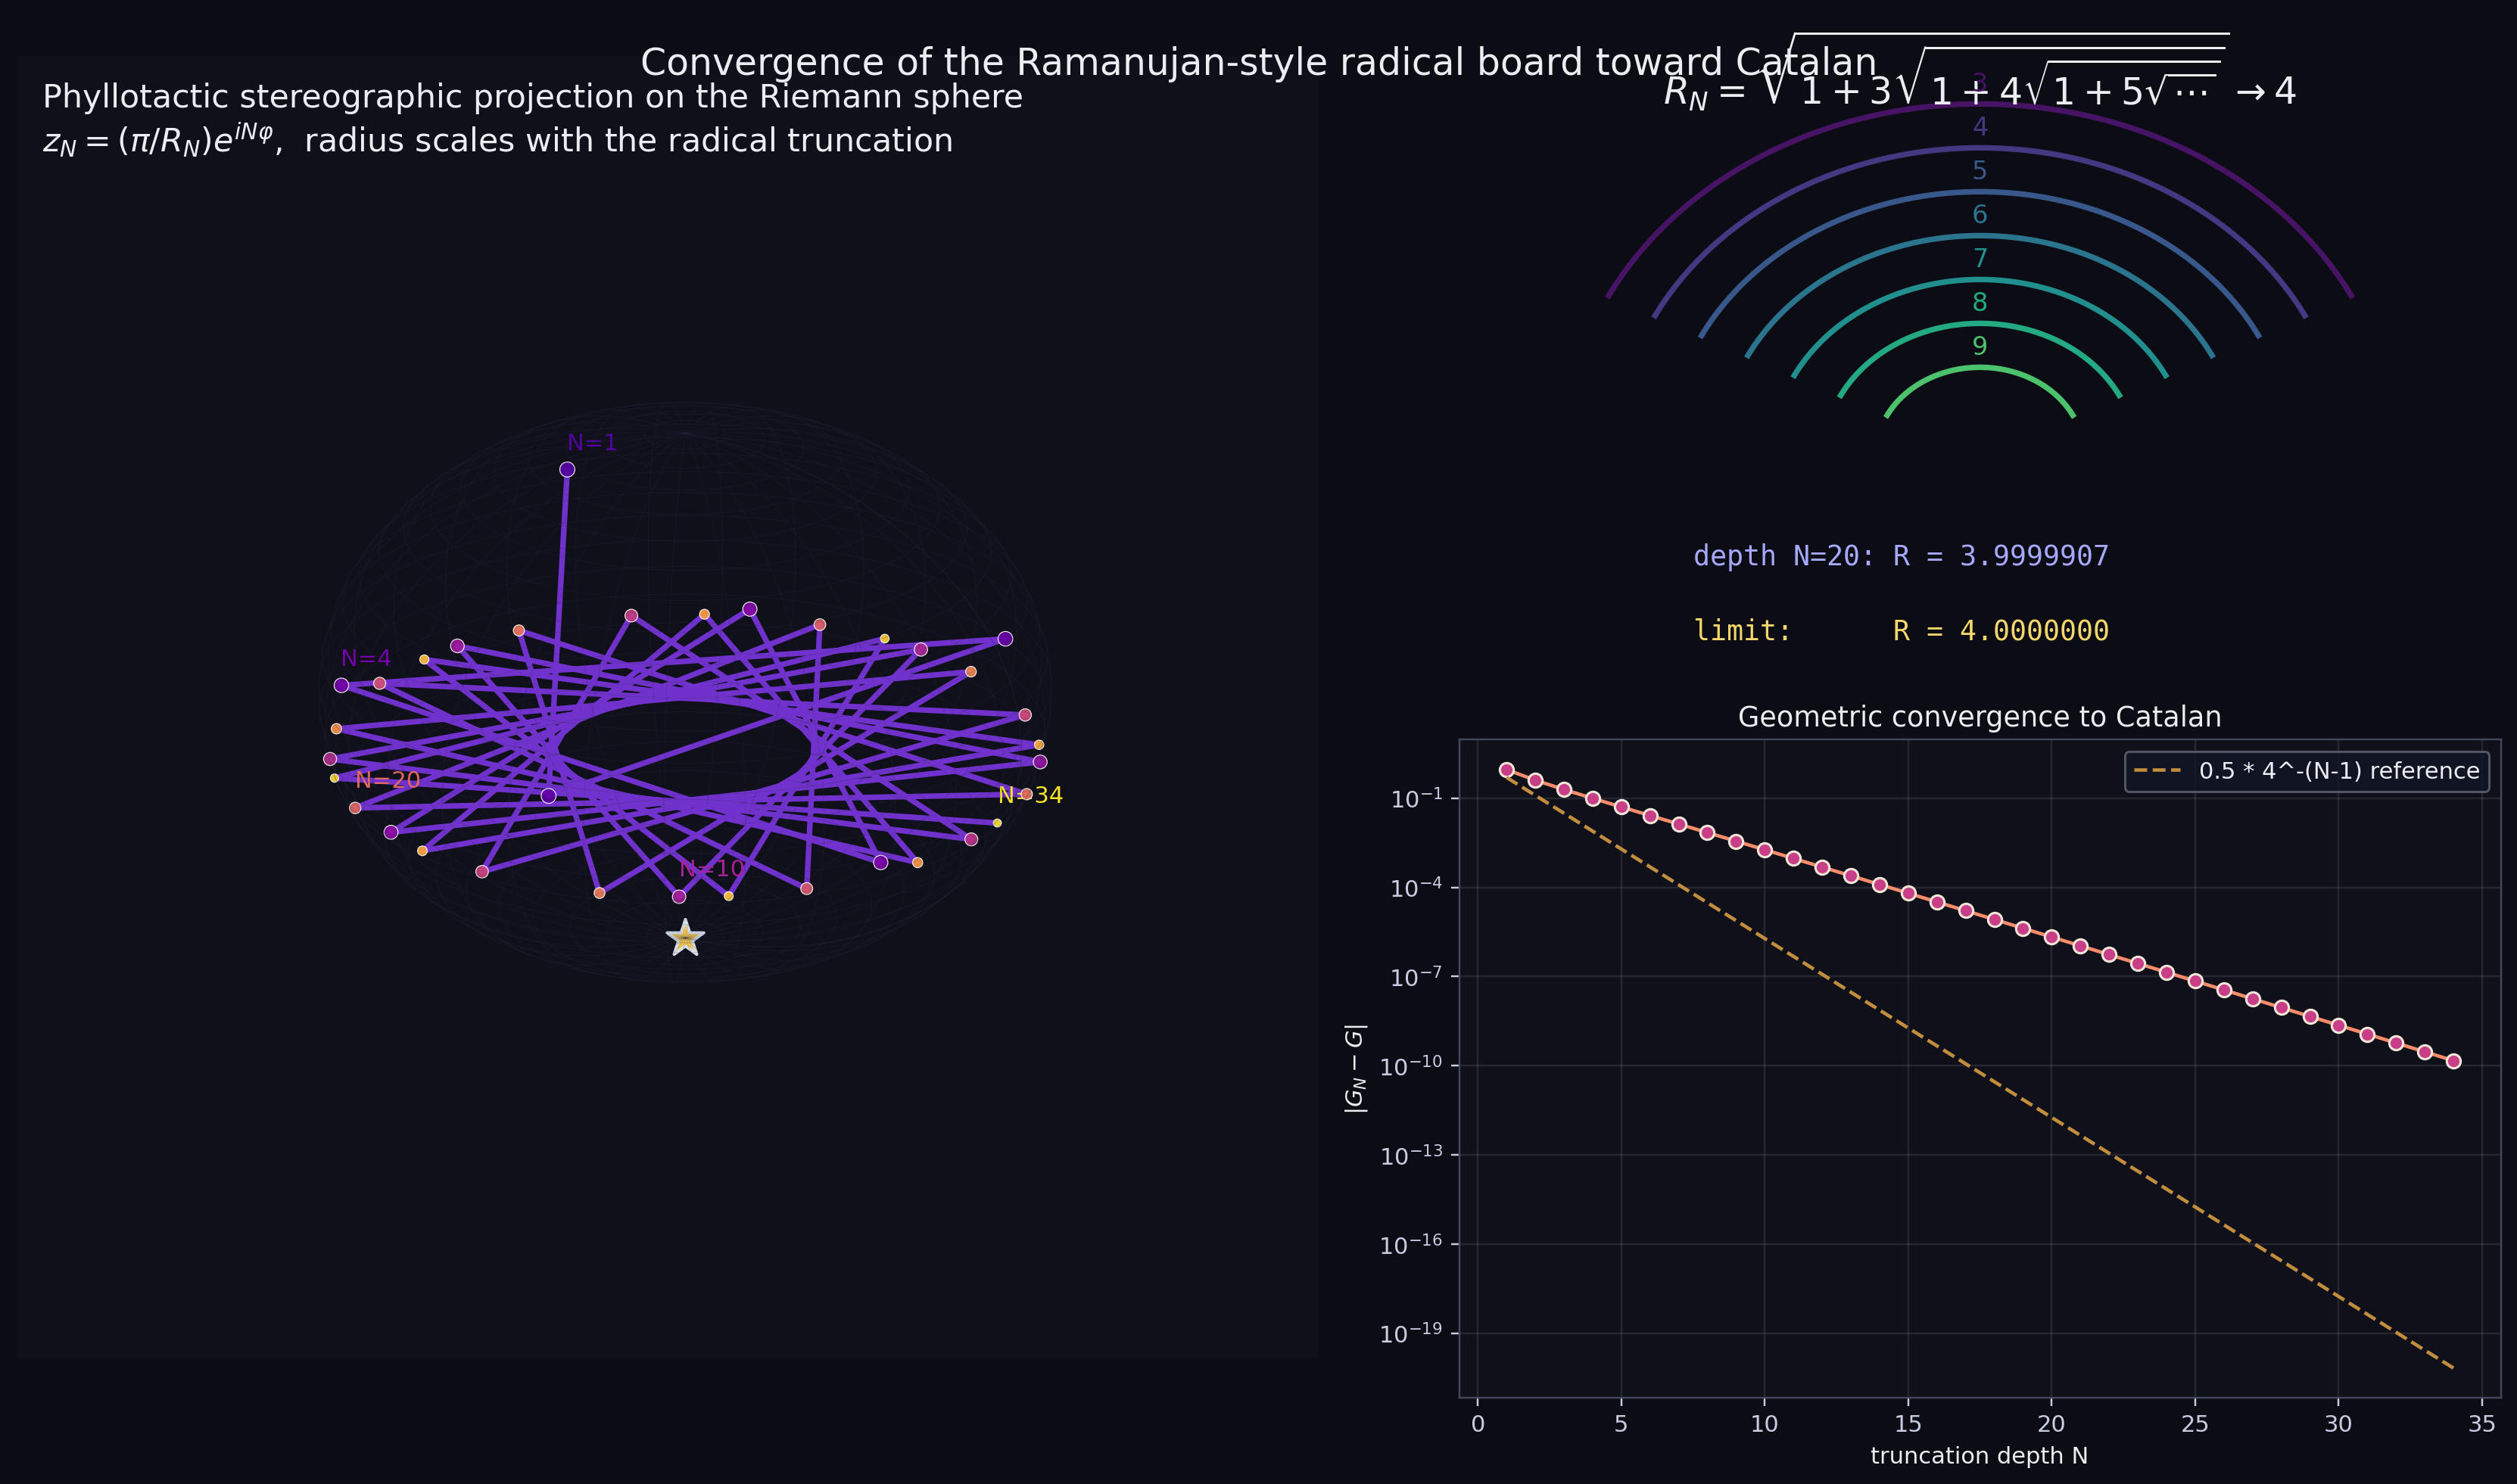 Convergence of the Ramanujan-style radical board toward Catalan
Phyllotactic stereographic projection on the Riemann sphere
z_N = (π/R_N)e^{iNφ}, radius scales with the radical truncation
R_N = √(1 + 3√(1 + 4√(1 + 5√⋯))) → 4
3
4
5
6
7
8
9
N=1
N=4
N=20
N=34
N=10
depth N=20: R = 3.9999907
limit: R = 4.0000000
Geometric convergence to Catalan
0.5 * 4^-(N-1) reference
|G_N − G|
10^{-1}
10^{-4}
10^{-7}
10^{-10}
10^{-13}
10^{-16}
10^{-19}
0 5 10 15 20 25 30 35
truncation depth N